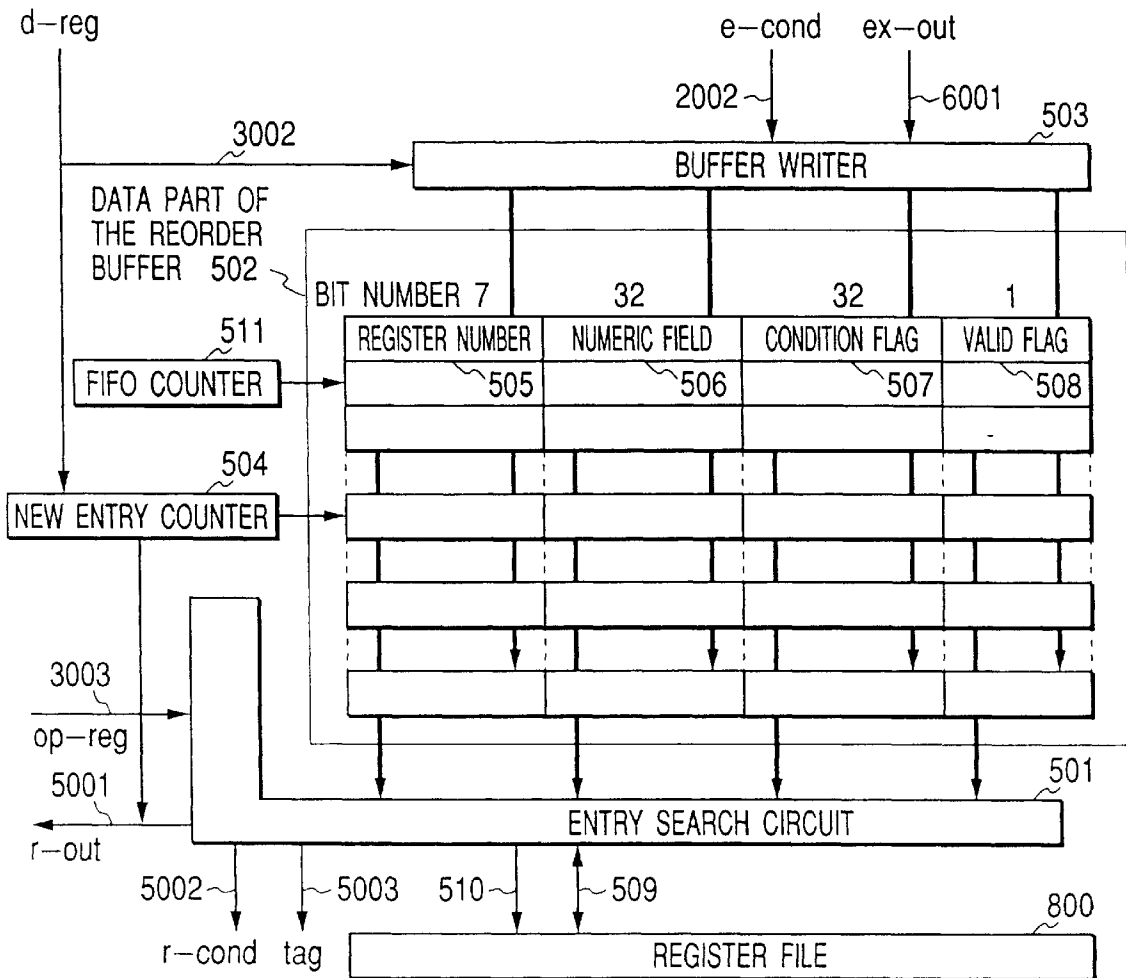 d-reg
e-cond
ex-out
2002
6001
3002
503
BUFFER WRITER
DATA PART OF
THE REORDER
BUFFER 502
BIT NUMBER 7
32
32
1
511
REGISTER NUMBER
NUMERIC FIELD
CONDITION FLAG
VALID FLAG
FIFO COUNTER
505
506
507
508
504
NEW ENTRY COUNTER
3003
op-reg
5001
r-out
501
ENTRY SEARCH CIRCUIT
5002
5003
510
509
800
r-cond
tag
REGISTER FILE